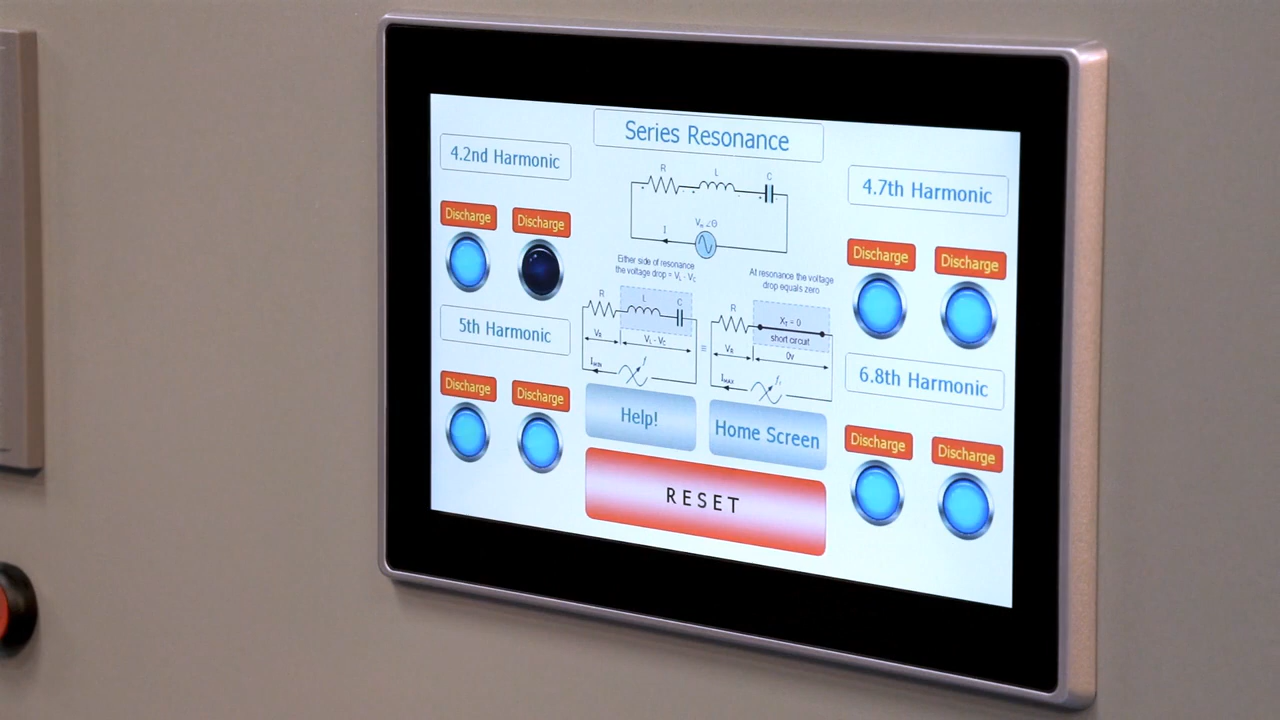 Series Resonance
4.2nd Harmonic
Discharge Discharge
5th Harmonic
Discharge Discharge
R L C
I
Either side of resonance
the voltage drop = VL - VC
At resonance the voltage
drop equals zero
R L C
VR VL - VC
IMIN f
=
R XT = 0
short circuit
VR 0v
IMAX
Help!
Home Screen
RESET
4.7th Harmonic
Discharge Discharge
6.8th Harmonic
Discharge Discharge